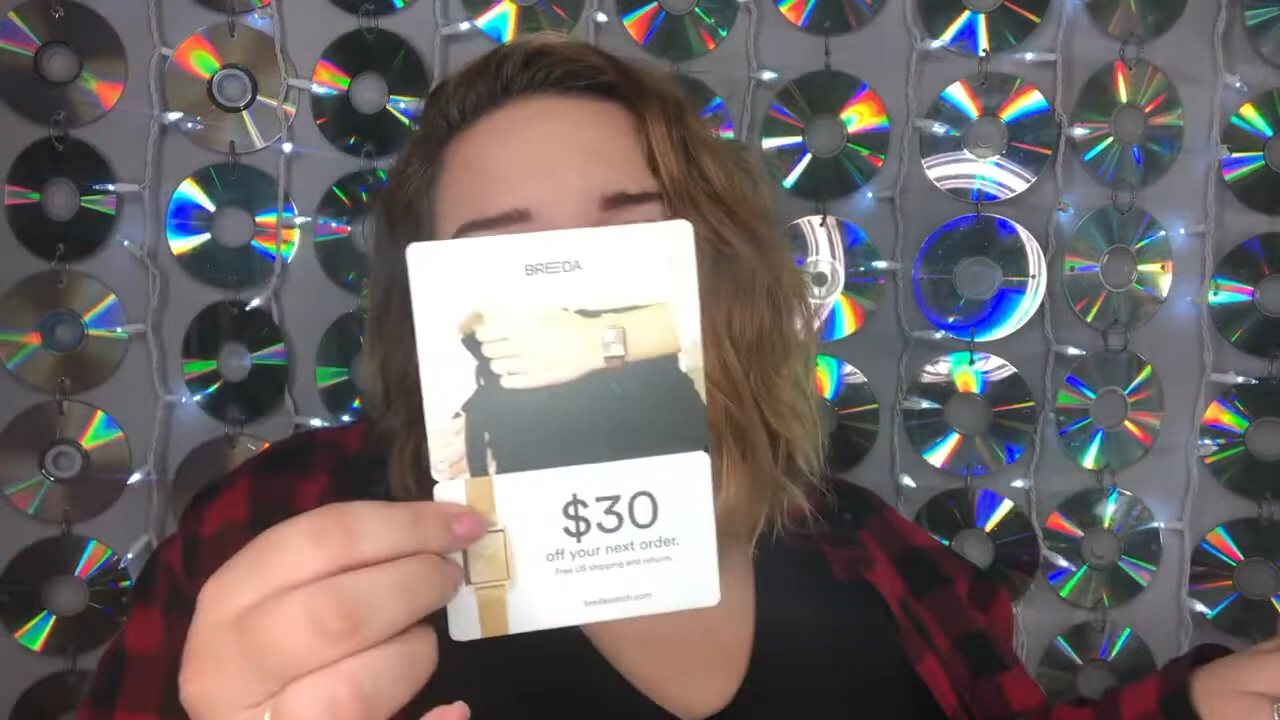 BREDA
$30
off your next order.
Free US shipping and returns.
bredawatch.com